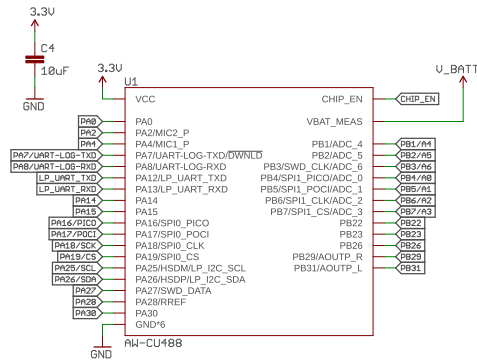 3.3V
C4
10uF
GND
3.3V
U1
V_BATT
VCC
CHIP_EN
CHIP_EN
VBAT_MEAS
PA0
PA0
PA2
PA2/MIC2_P
PA4
PA4/MIC1_P
PA7/UART-LOG-TXD
PA7/UART-LOG-TXD/DWNLD
PA8/UART-LOG-RXD
PA8/UART-LOG-RXD
LP_UART_TXD
PA12/LP_UART_TXD
LP_UART_RXD
PA13/LP_UART_RXD
PA14
PA14
PA15
PA15
PA16/PICO
PA16/SPI0_PICO
PA17/POCI
PA17/SPI0_POCI
PA18/SCK
PA18/SPI0_CLK
PA19/CS
PA19/SPI0_CS
PA25/SCL
PA25/HSDM/LP_I2C_SCL
PA26/SDA
PA26/HSDP/LP_I2C_SDA
PA27
PA27/SWD_DATA
PA28
PA28/RREF
PA30
PA30
GND*6
PB1/ADC_4
PB1/A4
PB2/ADC_5
PB2/A5
PB3/SWD_CLK/ADC_6
PB3/A6
PB4/SPI1_PICO/ADC_0
PB4/A0
PB5/SPI1_POCI/ADC_1
PB5/A1
PB6/SPI1_CLK/ADC_2
PB6/A2
PB7/SPI1_CS/ADC_3
PB7/A3
PB22
PB22
PB23
PB23
PB26
PB26
PB29/AOUTP_R
PB29
PB31/AOUTP_L
PB31
GND
AW-CU488